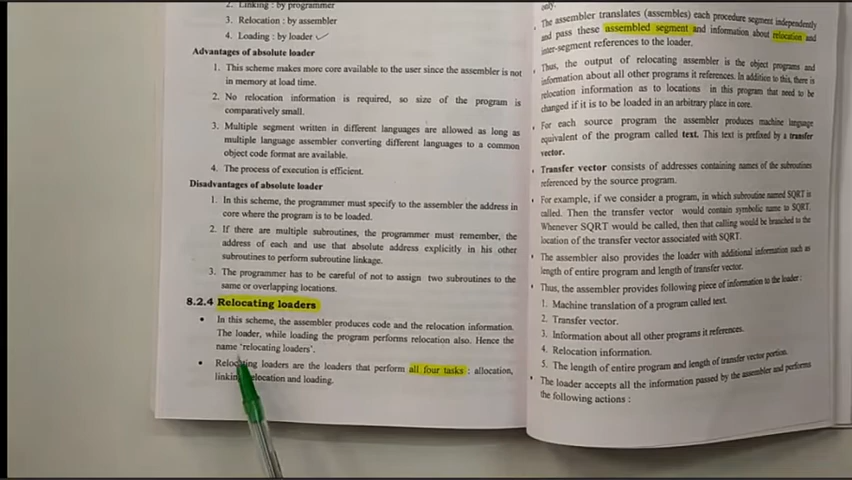 2. Linking : by programmer
3. Relocation : by assembler
4. Loading : by loader
Advantages of absolute loader
1. This scheme makes more core available to the user since the assembler is not
in memory at load time.
2. No relocation information is required, so size of the program is
comparatively small.
3. Multiple segment written in different languages are allowed as long as
multiple language assembler converting different languages to a common
object code format are available.
4. The process of execution is efficient.
Disadvantages of absolute loader
1. In this scheme, the programmer must specify to the assembler the address in
core where the program is to be loaded.
2. If there are multiple subroutines, the programmer must remember, the
address of each and use that absolute address explicitly in his other
subroutines to perform subroutine linkage.
3. The programmer has to be careful of not to assign two subroutines to the
same or overlapping locations.
8.2.4 Relocating loaders
• In this scheme, the assembler produces code and the relocation information.
The loader, while loading the program performs relocation also. Hence the
name 'relocating loaders'.
• Relocating loaders are the loaders that perform all four tasks : allocation,
relocation and loading.
only.
• The assembler translates (assembles) each procedure segment independently
and pass these assembled segment and information about relocation and
inter-segment references to the loader.
• Thus, the output of relocating assembler is the object programs and
information about all other programs it references. In addition to this, there is
relocation information as to locations in this program that need to be
changed if it is to be loaded in an arbitrary place in core.
• For each source program the assembler produces machine language
equivalent of the program called text. This text is prefixed by a transfer
vector.
• Transfer vector consists of addresses containing names of the subroutines
referenced by the source program.
• For example, if we consider a program, in which subroutine named SQRT is
called. Then the transfer vector would contain symbolic name to SQRT.
Whenever SQRT would be called, then that calling would be branched to the
location of the transfer vector associated with SQRT.
• The assembler also provides the loader with additional information such as
length of entire program and length of transfer vector.
• Thus, the assembler provides following piece of information to the loader :
1. Machine translation of a program called text.
2. Transfer vector.
3. Information about all other programs it references.
4. Relocation information.
5. The length of entire program and length of transfer vector portion.
• The loader accepts all the information passed by the assembler and performs
the following actions :